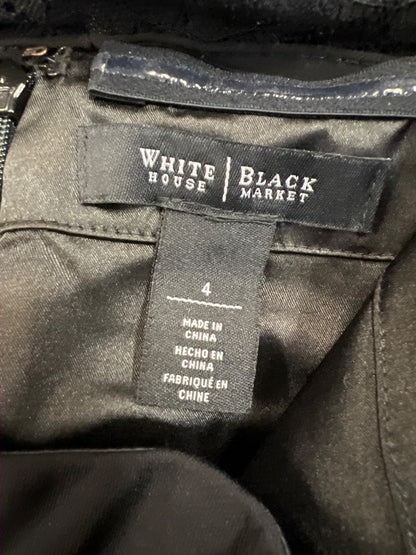 WHITE | BLACK
HOUSE | MARKET
4
MADE IN
CHINA
HECHO EN
CHINA
FABRIQUÉ EN
CHINE